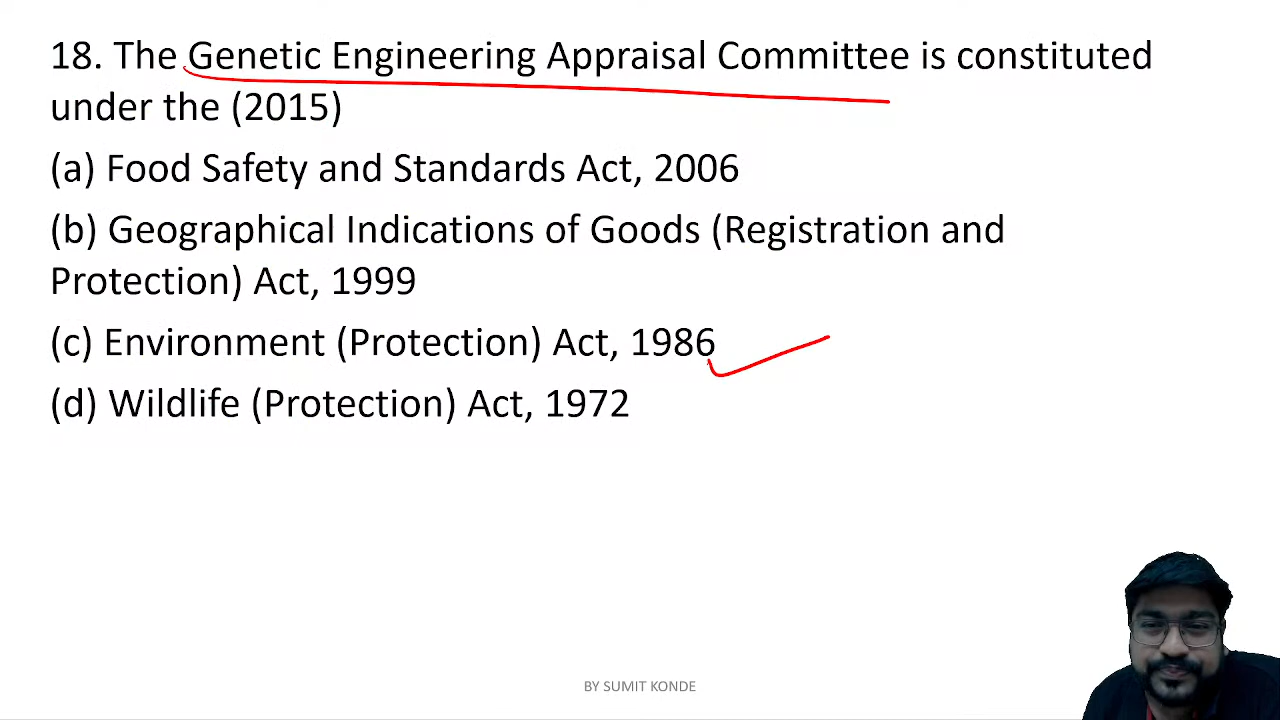 18. The Genetic Engineering Appraisal Committee is constituted
under the (2015)
(a) Food Safety and Standards Act, 2006
(b) Geographical Indications of Goods (Registration and
Protection) Act, 1999
(c) Environment (Protection) Act, 1986
(d) Wildlife (Protection) Act, 1972
BY SUMIT KONDE